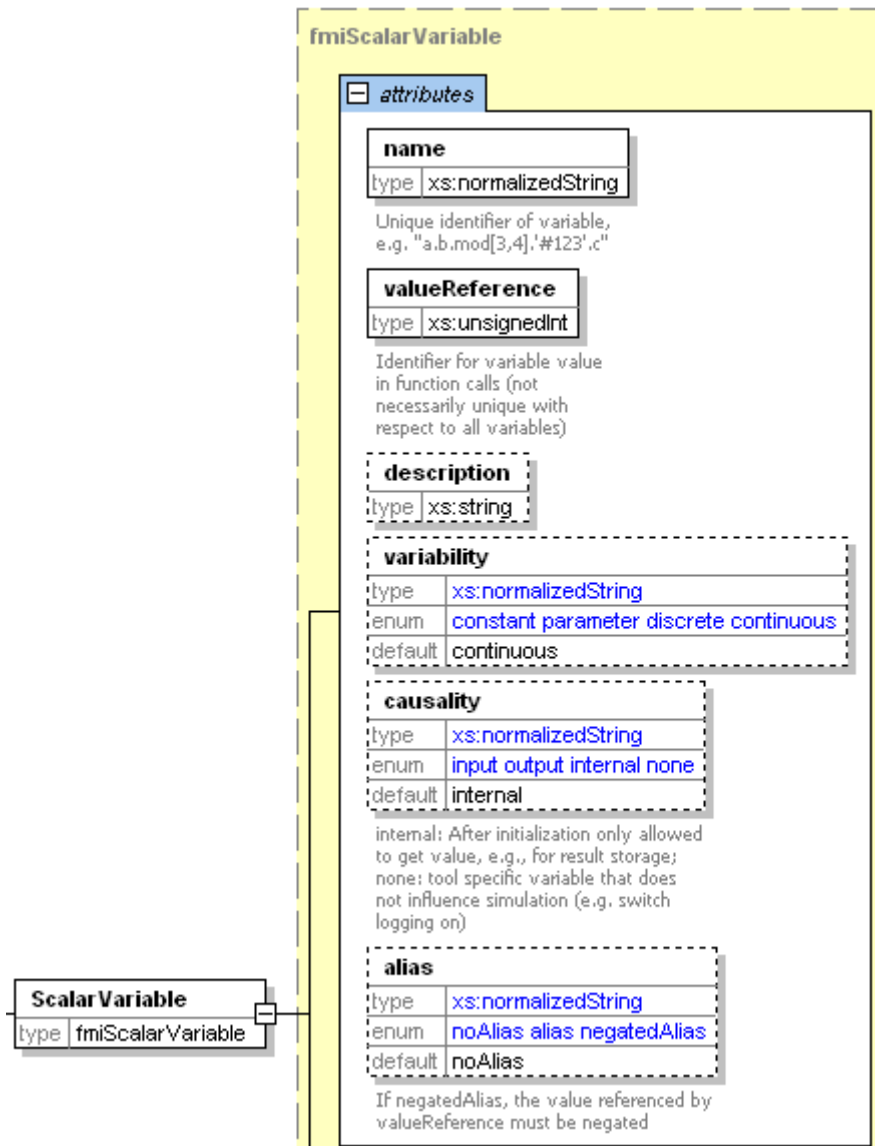 fmiScalarVariable
attributes
name
type xs:normalizedString
Unique identifier of variable,
e.g. "a.b.mod[3,4].'#123'.c"
valueReference
type xs:unsignedInt
Identifier for variable value
in function calls (not
necessarily unique with
respect to all variables)
description
type xs:string
variability
type xs:normalizedString
enum constant parameter discrete continuous
default continuous
causality
type xs:normalizedString
enum input output internal none
default internal
internal: After initialization only allowed
to get value, e.g., for result storage;
none: tool specific variable that does
not influence simulation (e.g. switch
logging on)
alias
type xs:normalizedString
enum noAlias alias negatedAlias
default noAlias
If negatedAlias, the value referenced by
valueReference must be negated
ScalarVariable
type fmiScalarVariable